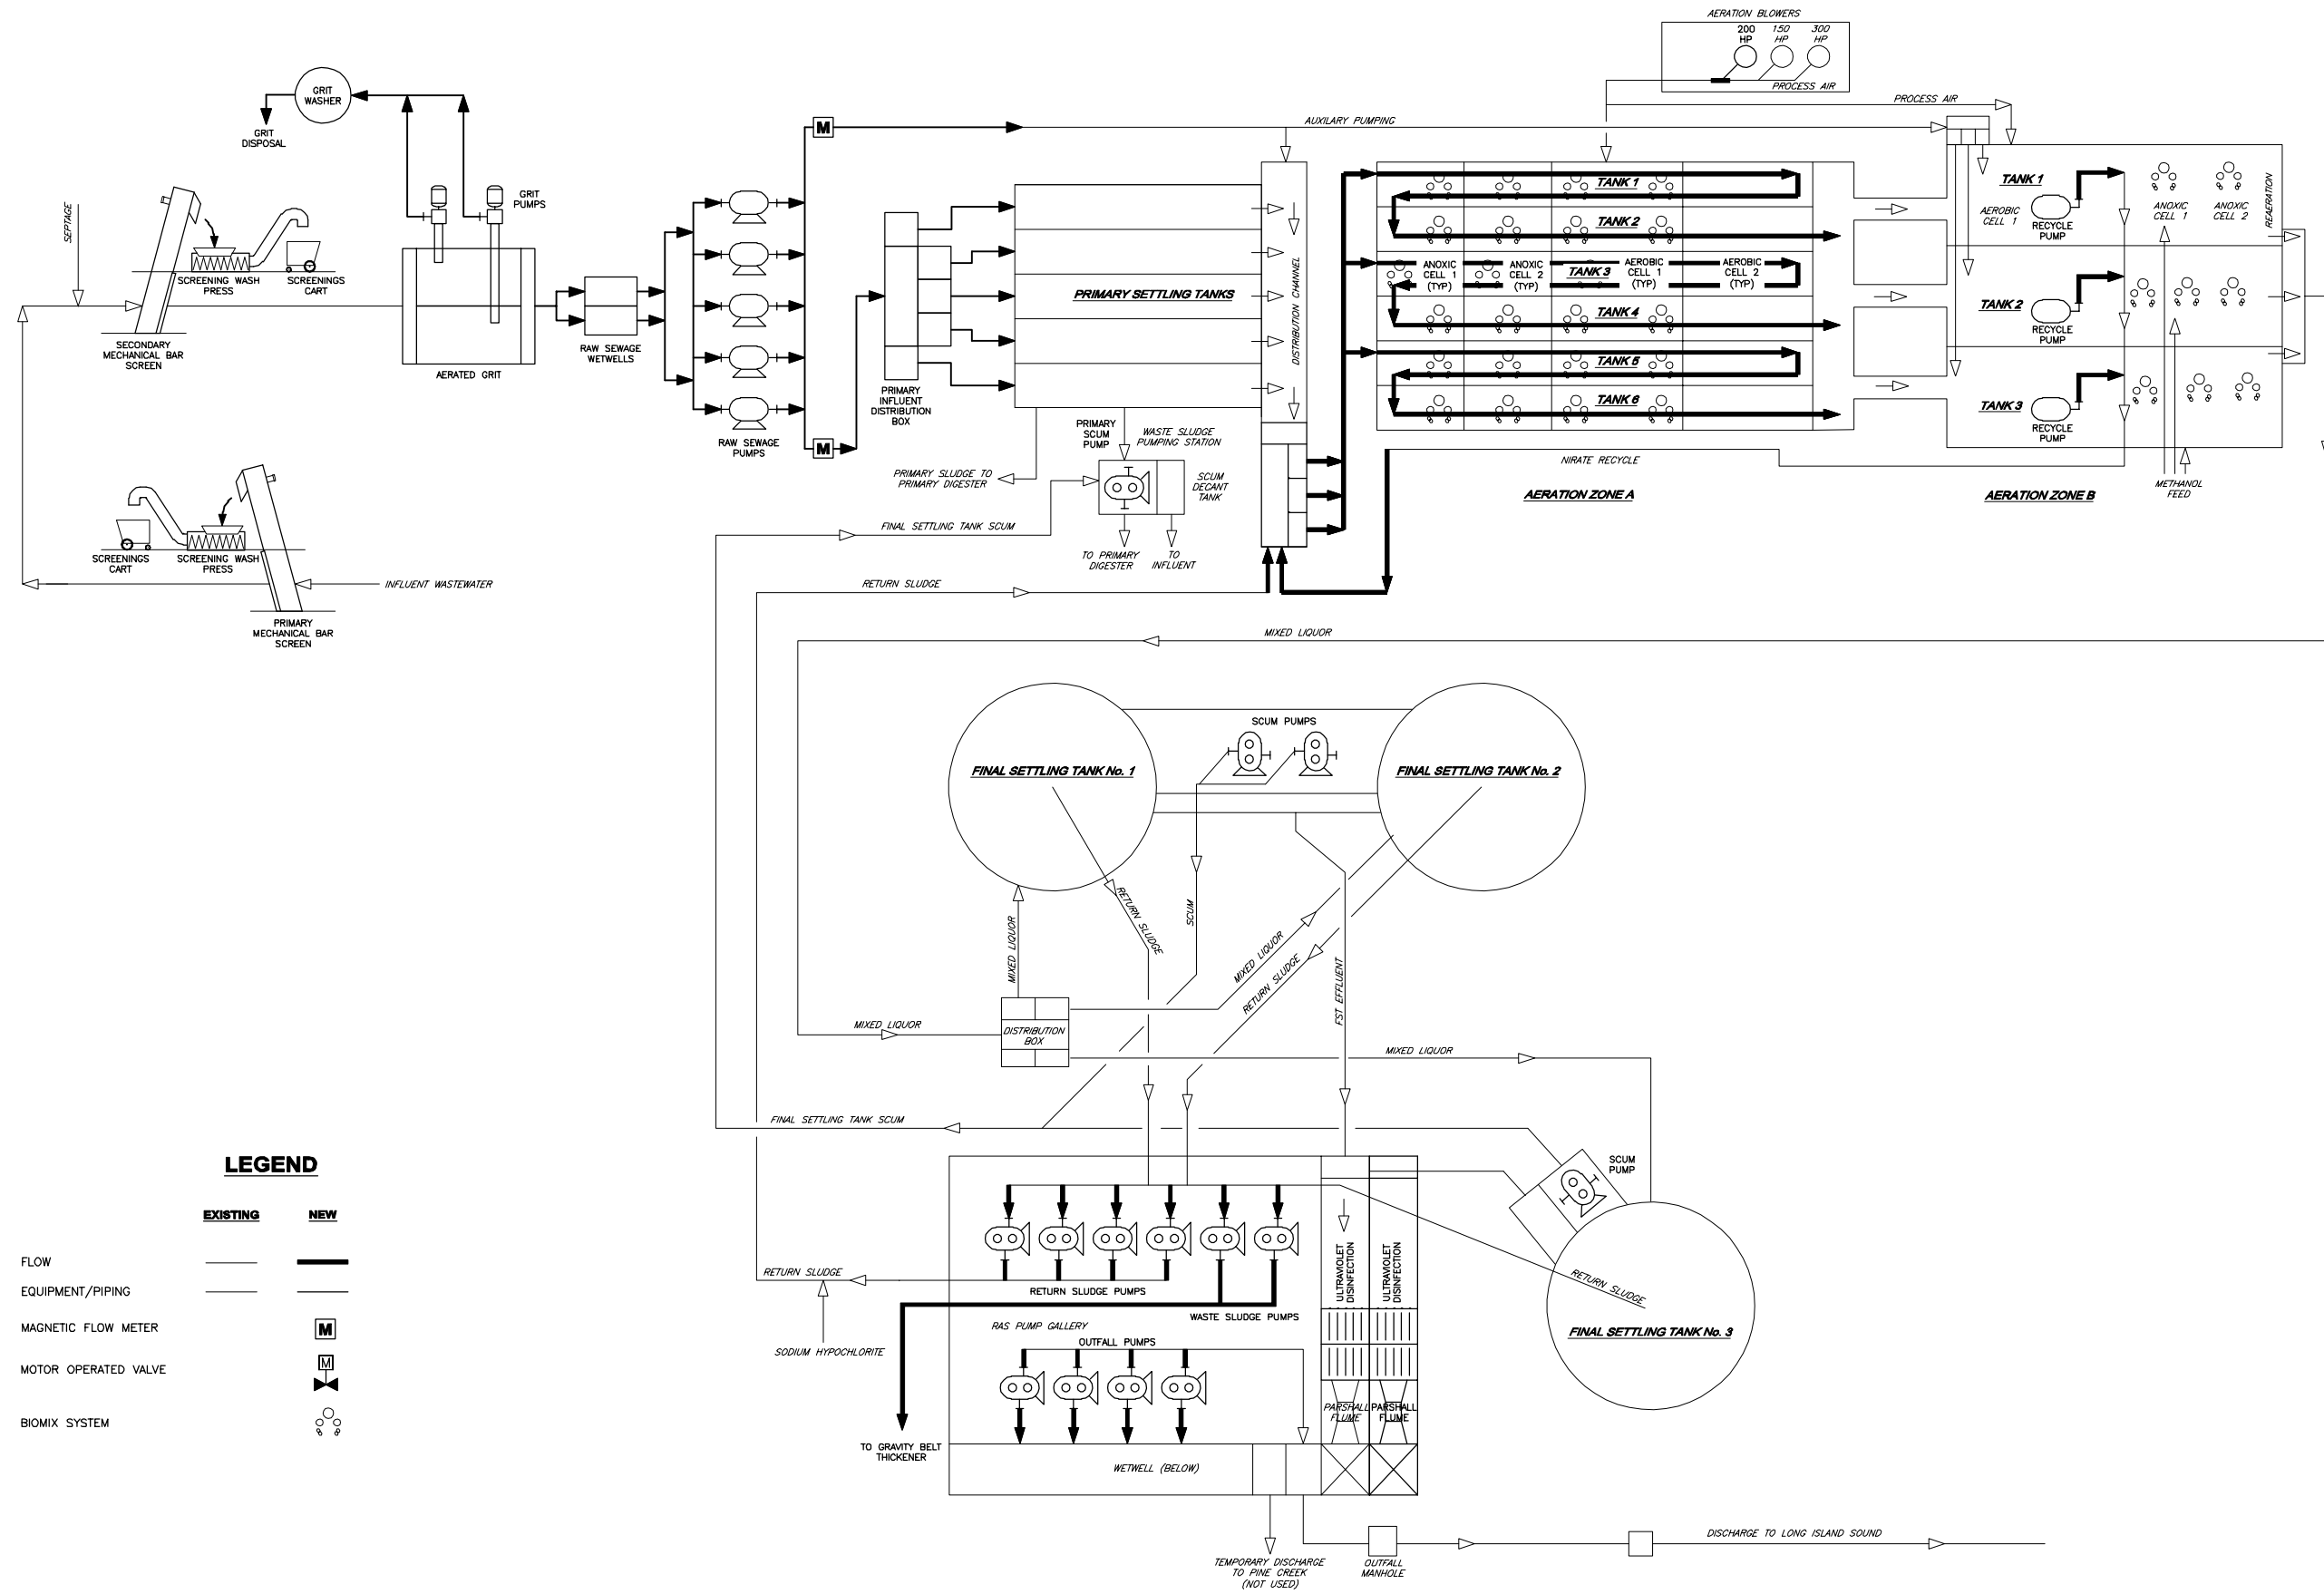 AERATION BLOWERS
200
HP
150
HP
300
HP
PROCESS AIR
PROCESS AIR
AUXILARY PUMPING
GRIT
WASHER
GRIT
DISPOSAL
GRIT
PUMPS
SEPTAGE
SCREENING WASH
PRESS
SCREENINGS
CART
SECONDARY
MECHANICAL BAR
SCREEN
AERATED GRIT
RAW SEWAGE
WETWELLS
RAW SEWAGE
PUMPS
M
M
PRIMARY
INFLUENT
DISTRIBUTION
BOX
PRIMARY SETTLING TANKS
DISTRIBUTION CHANNEL
PRIMARY
SCUM
PUMP
WASTE SLUDGE
PUMPING STATION
PRIMARY SLUDGE TO
PRIMARY DIGESTER
SCUM
DECANT
TANK
TO PRIMARY
DIGESTER
TO
INFLUENT
FINAL SETTLING TANK SCUM
RETURN SLUDGE
TANK 1
TANK 2
TANK 3
TANK 4
TANK 5
TANK 6
ANOXIC
CELL 1
(TYP)
ANOXIC
CELL 2
(TYP)
AEROBIC
CELL 1
(TYP)
AEROBIC
CELL 2
(TYP)
NIRATE RECYCLE
AERATION ZONE A
TANK 1
AEROBIC
CELL 1
RECYCLE
PUMP
ANOXIC
CELL 1
ANOXIC
CELL 2
REAERATION
TANK 2
RECYCLE
PUMP
TANK 3
RECYCLE
PUMP
METHANOL
FEED
AERATION ZONE B
SCREENINGS
CART
SCREENING WASH
PRESS
INFLUENT WASTEWATER
PRIMARY
MECHANICAL BAR
SCREEN
MIXED LIQUOR
SCUM PUMPS
FINAL SETTLING TANK No. 1
FINAL SETTLING TANK No. 2
RETURN SLUDGE
SCUM
MIXED LIQUOR
MIXED LIQUOR
RETURN SLUDGE
FST EFFLUENT
MIXED LIQUOR
DISTRIBUTION
BOX
MIXED LIQUOR
FINAL SETTLING TANK SCUM
SCUM
PUMP
RETURN SLUDGE
FINAL SETTLING TANK No. 3
RETURN SLUDGE
RETURN SLUDGE PUMPS
WASTE SLUDGE PUMPS
RAS PUMP GALLERY
OUTFALL PUMPS
SODIUM HYPOCHLORITE
TO GRAVITY BELT
THICKENER
WETWELL (BELOW)
ULTRAVIOLET
DISINFECTION
ULTRAVIOLET
DISINFECTION
PARSHALL
FLUME
PARSHALL
FLUME
TEMPORARY DISCHARGE
TO PINE CREEK
(NOT USED)
OUTFALL
MANHOLE
DISCHARGE TO LONG ISLAND SOUND
LEGEND
EXISTING
NEW
FLOW
EQUIPMENT/PIPING
MAGNETIC FLOW METER
M
MOTOR OPERATED VALVE
M
BIOMIX SYSTEM